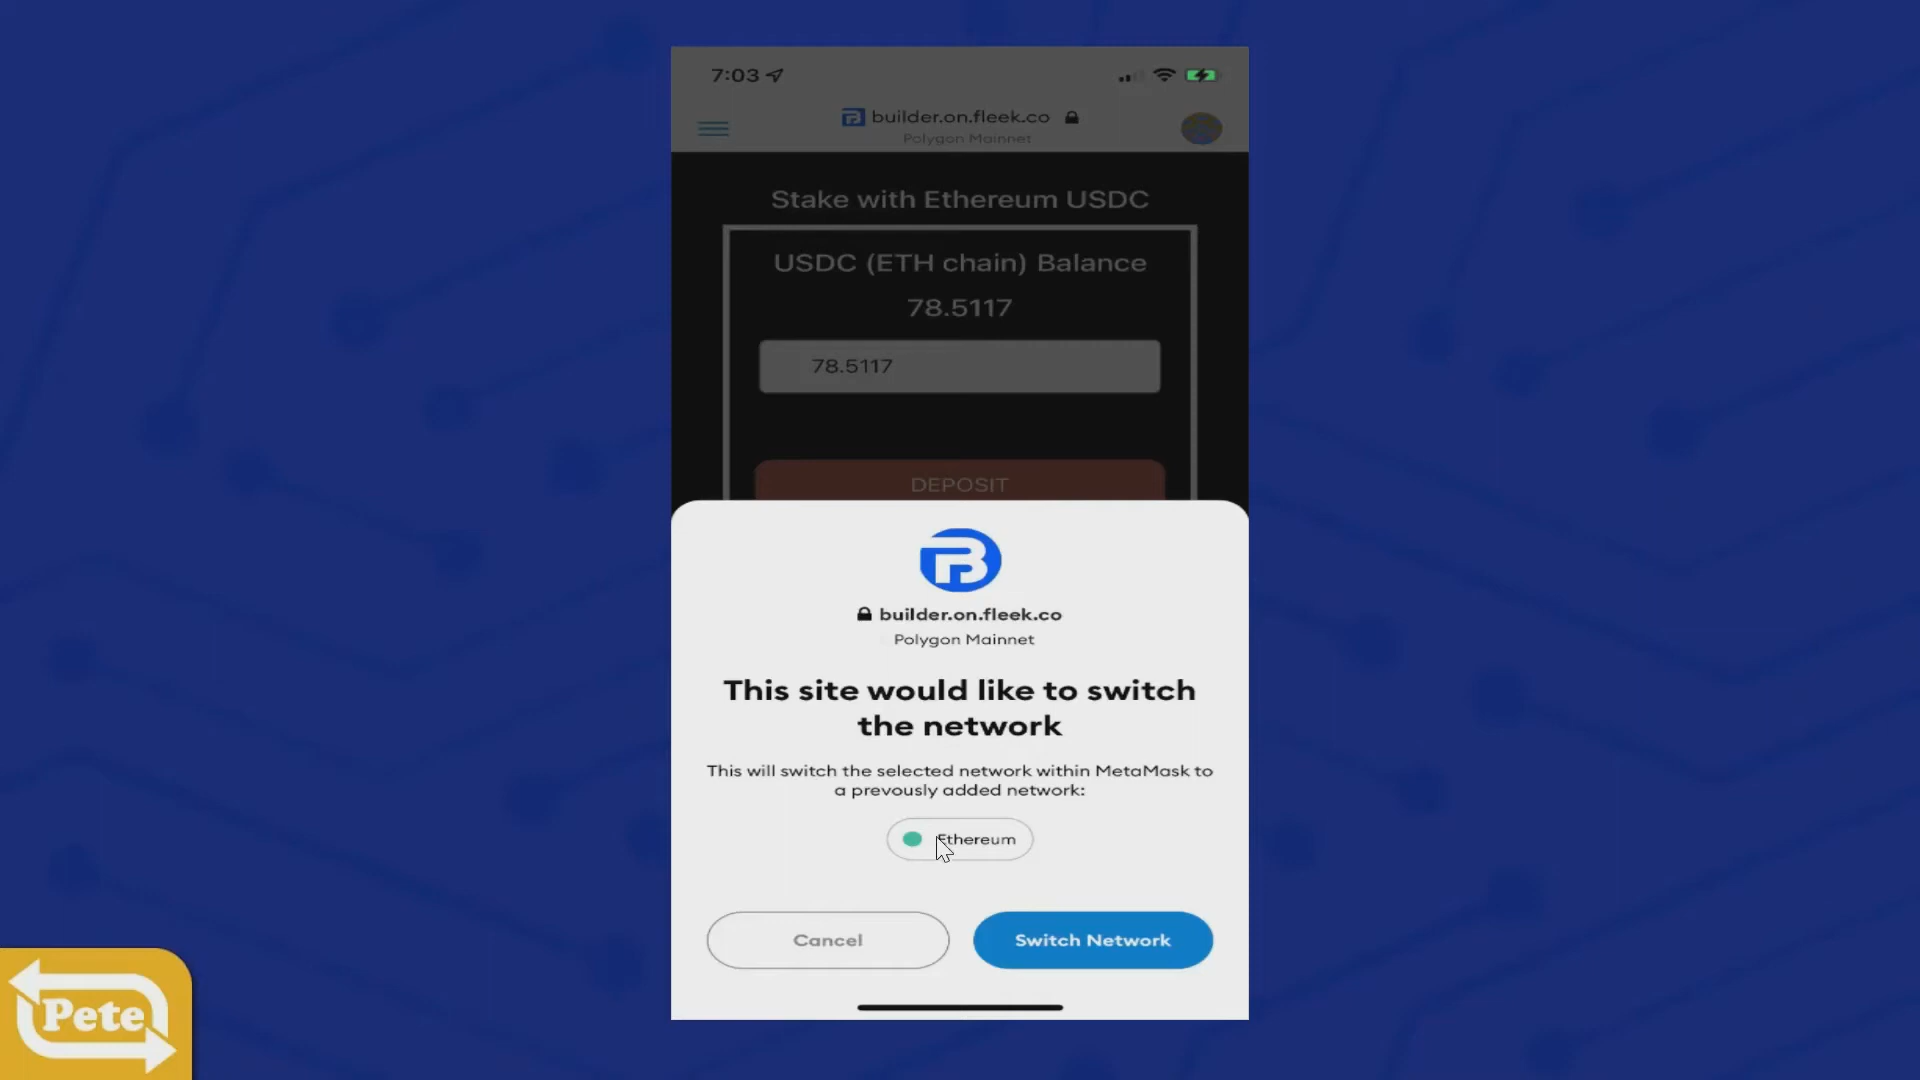 7:03
builder.on.fleek.co
Polygon Mainnet
Stake with Ethereum USDC
USDC (ETH chain) Balance
78.5117
78.5117
DEPOSIT
builder.on.fleek.co
Polygon Mainnet
This site would like to switch
the network
This will switch the selected network within MetaMask to
a prevously added network:
Ethereum
Cancel
Switch Network
Pete